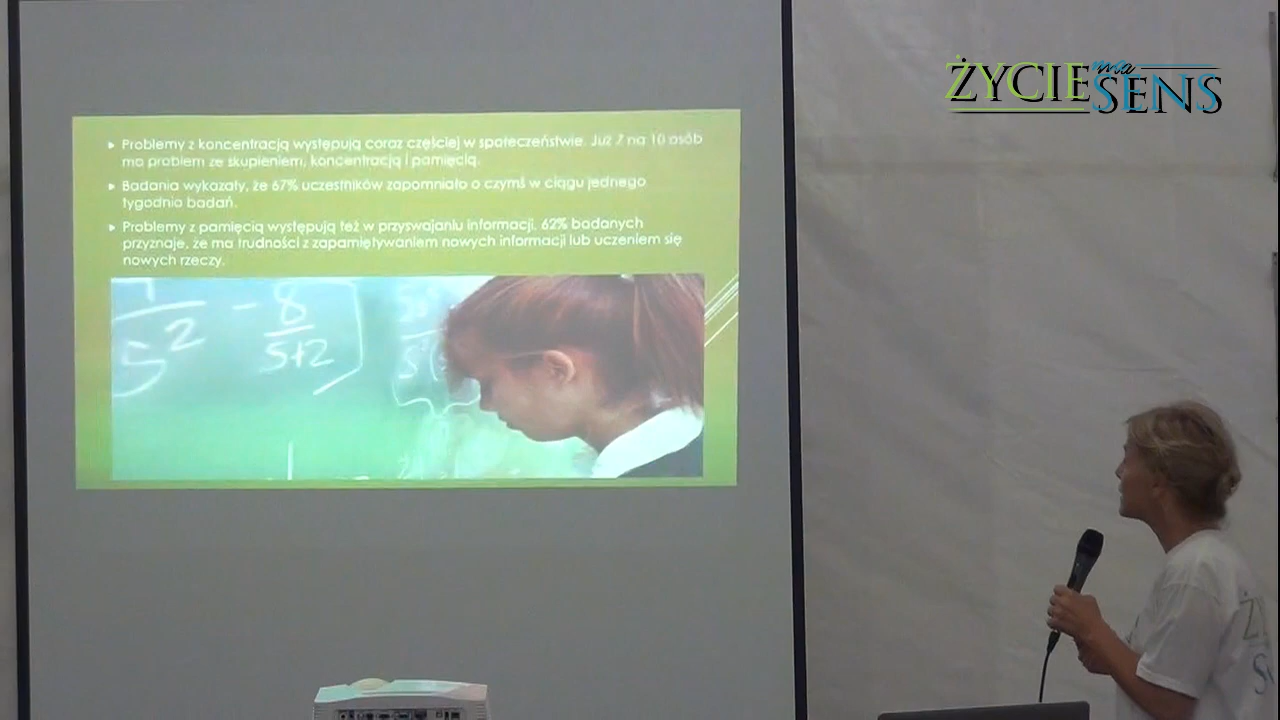 ŻYCIE ma SENS
Problemy z koncentracją występują coraz częściej w społeczeństwie. Już 7 na 10 osób
ma problem ze skupieniem, koncentracją i pamięcią.
Badania wykazały, że 67% uczestników zapomniało o czymś w ciągu jednego
tygodnia badań.
Problemy z pamięcią występują też w przyswajaniu informacji. 62% badanych
przyznaje, że ma trudności z zapamiętywaniem nowych informacji lub uczeniem się
nowych rzeczy.
- 8
S2
S+2